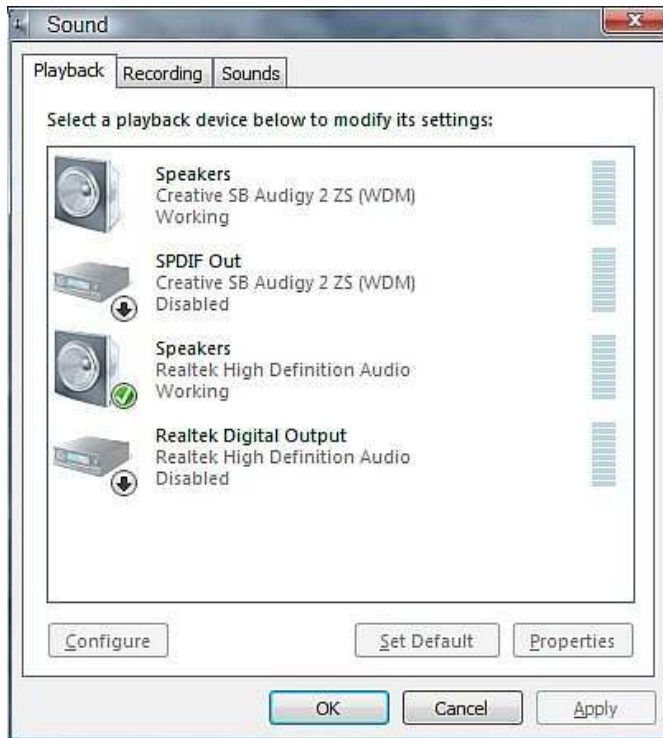 Sound
Playback Recording Sounds
Select a playback device below to modify its settings:
Speakers
Creative SB Audigy 2 ZS (WDM)
Working
SPDIF Out
Creative SB Audigy 2 ZS (WDM)
Disabled
Speakers
Realtek High Definition Audio
Working
Realtek Digital Output
Realtek High Definition Audio
Disabled
Configure Set Default Properties
OK Cancel Apply